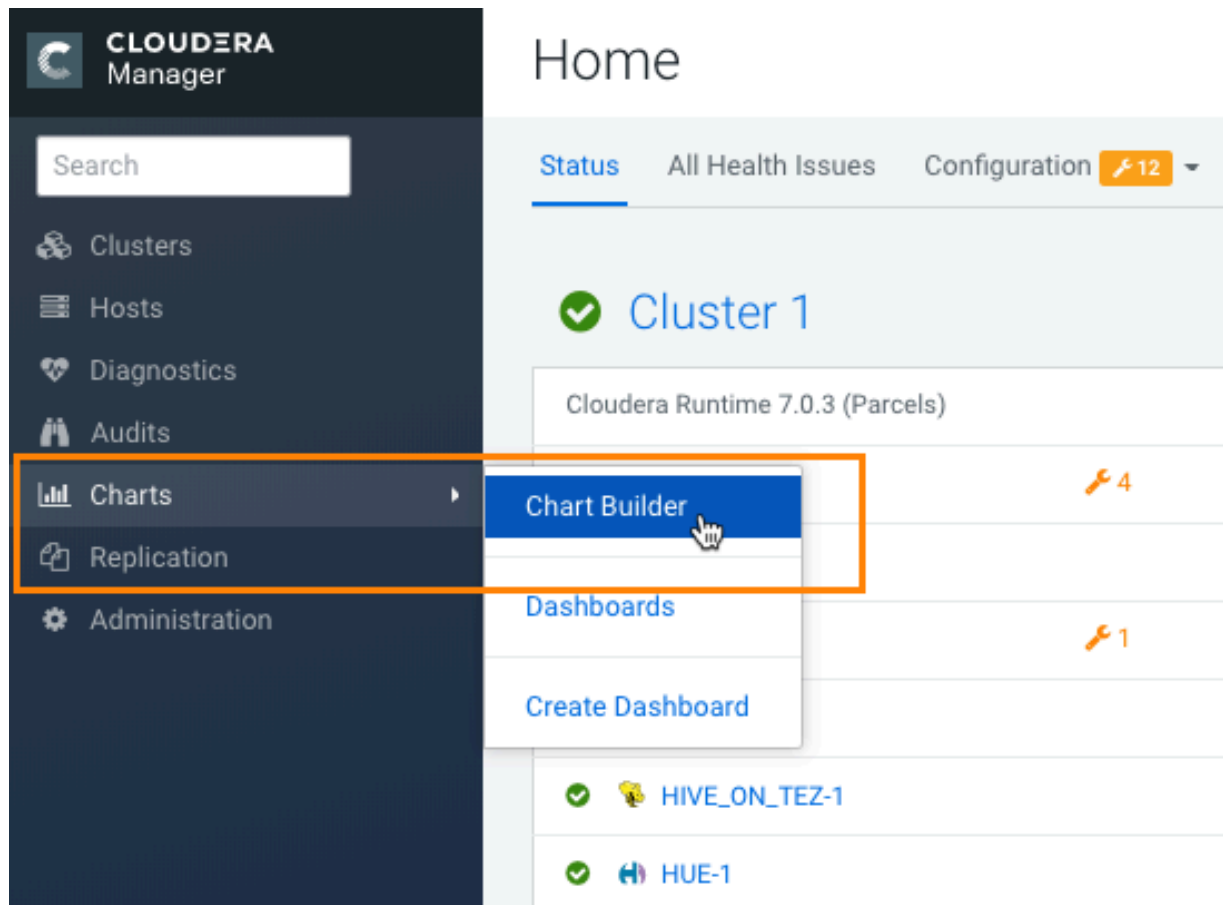 CLOUDERA
Manager
Home
Search
Status All Health Issues Configuration 12
Clusters
Hosts
Diagnostics
Audits
Charts
Replication
Administration
Chart Builder
Dashboards
Create Dashboard
Cluster 1
Cloudera Runtime 7.0.3 (Parcels)
4
1
HIVE_ON_TEZ-1
HUE-1